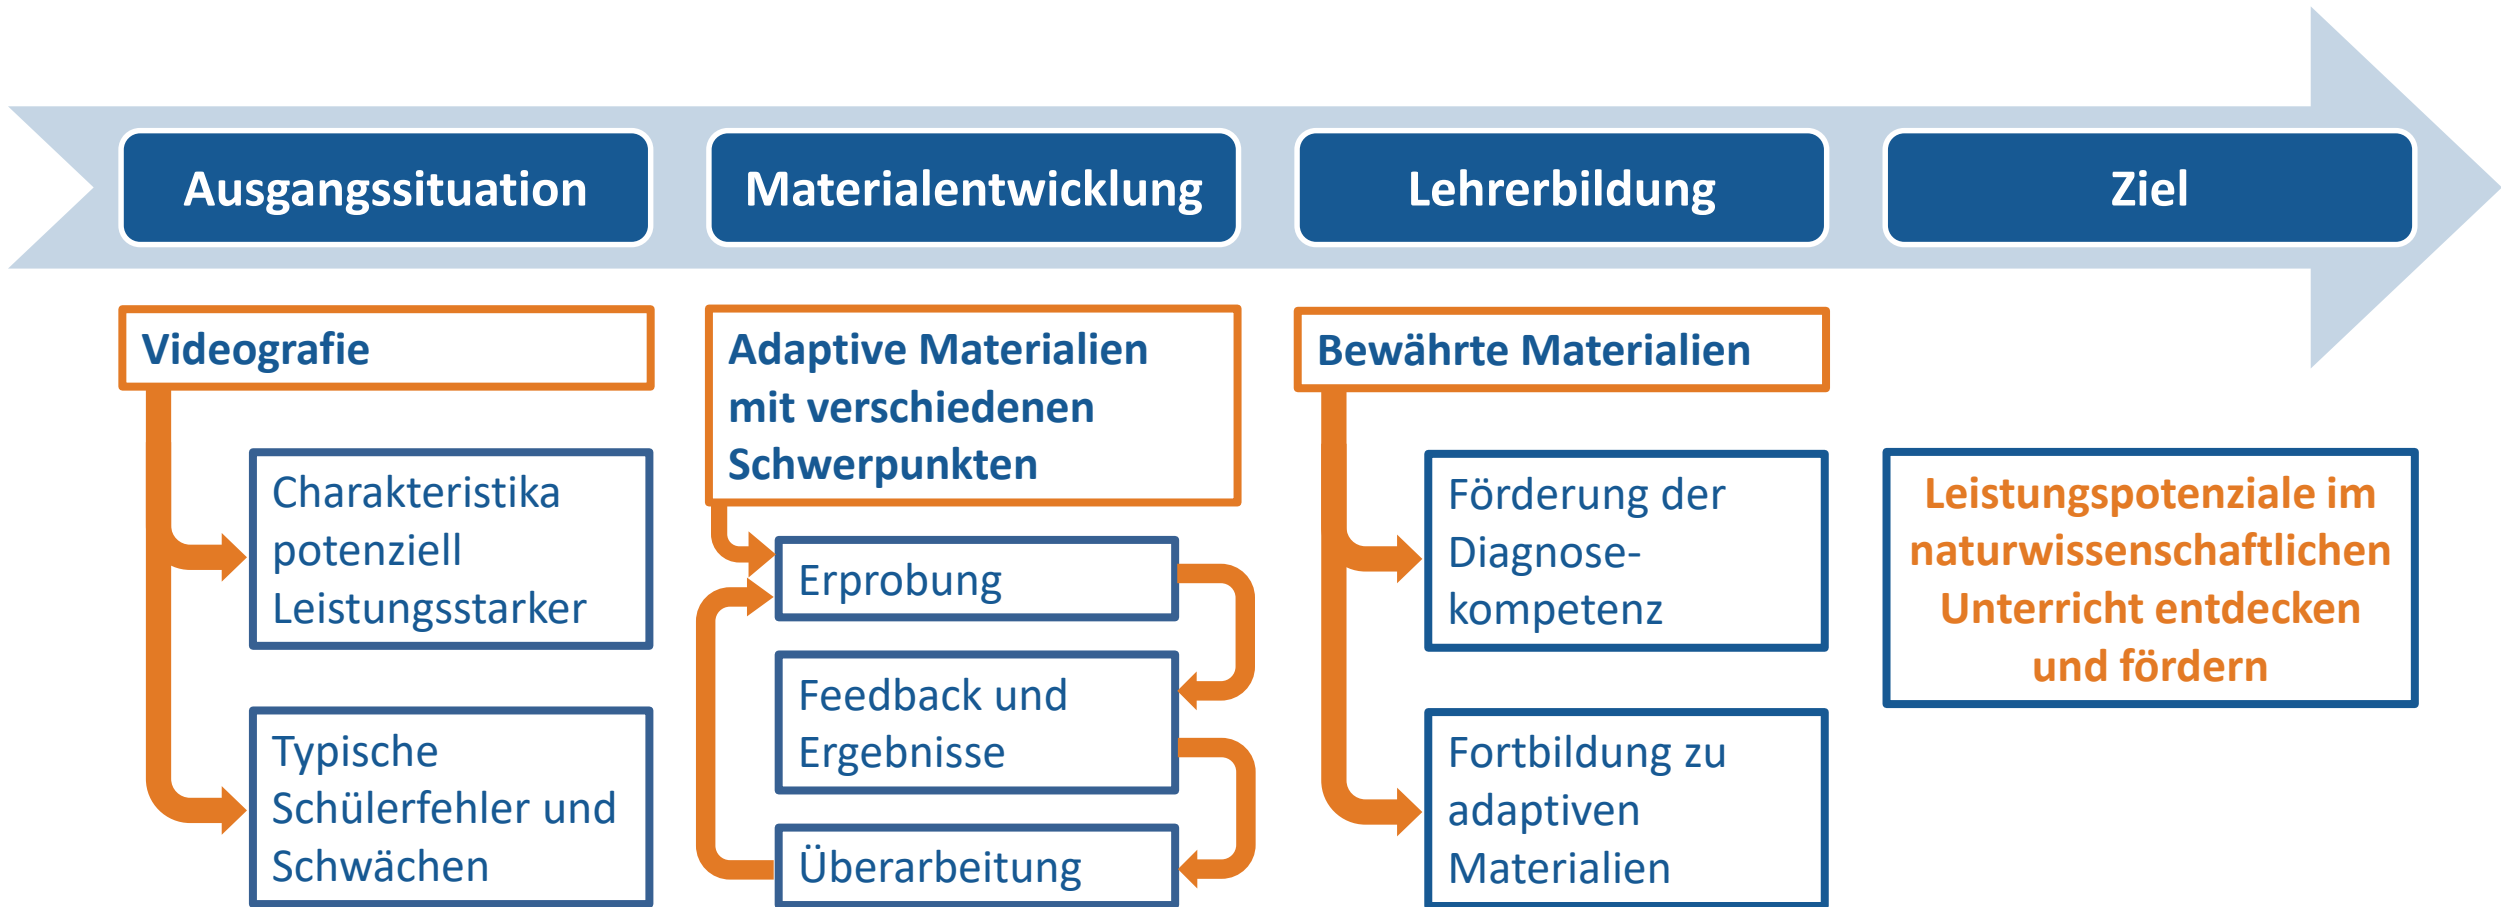 Ausgangssituation
Materialentwicklung
Lehrerbildung
Ziel
Videografie
Charakteristika
potenziell
Leistungsstarker
Typische
Schülerfehler und
Schwächen
Adaptive Materialien
mit verschiedenen
Schwerpunkten
Erprobung
Feedback und
Ergebnisse
Überarbeitung
Bewährte Materialien
Förderung der
Diagnose-
kompetenz
Fortbildung zu
adaptiven
Materialien
Leistungspotenziale im
naturwissenschaftlichen
Unterricht entdecken
und fördern